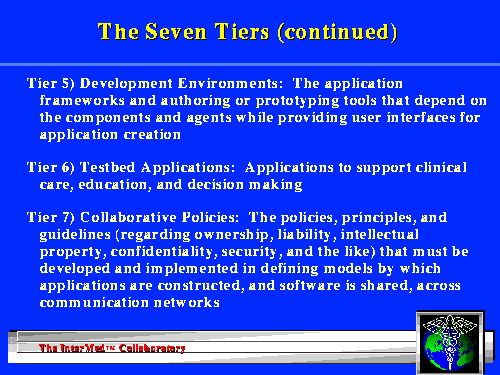 The Seven Tiers (continued)
Tier 5) Development Environments: The application
frameworks and authoring or prototyping tools that depend on
the components and agents while providing user interfaces for
application creation
Tier 6) Testbed Applications: Applications to support clinical
care, education, and decision making
Tier 7) Collaborative Policies: The policies, principles, and
guidelines (regarding ownership, liability, intellectual
property, confidentiality, security, and the like) that must be
developed and implemented in defining models by which
applications are constructed, and software is shared, across
communication networks
The InterMed™ Collaboratory